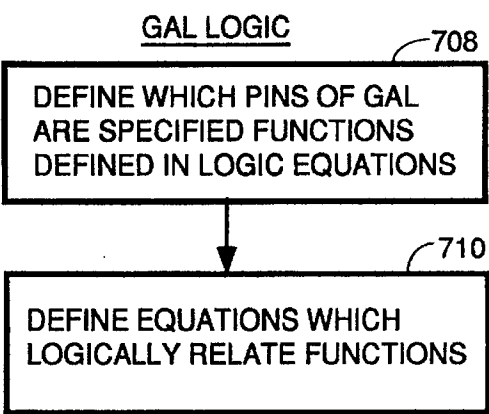 GAL LOGIC
708
DEFINE WHICH PINS OF GAL
ARE SPECIFIED FUNCTIONS
DEFINED IN LOGIC EQUATIONS
710
DEFINE EQUATIONS WHICH
LOGICALLY RELATE FUNCTIONS